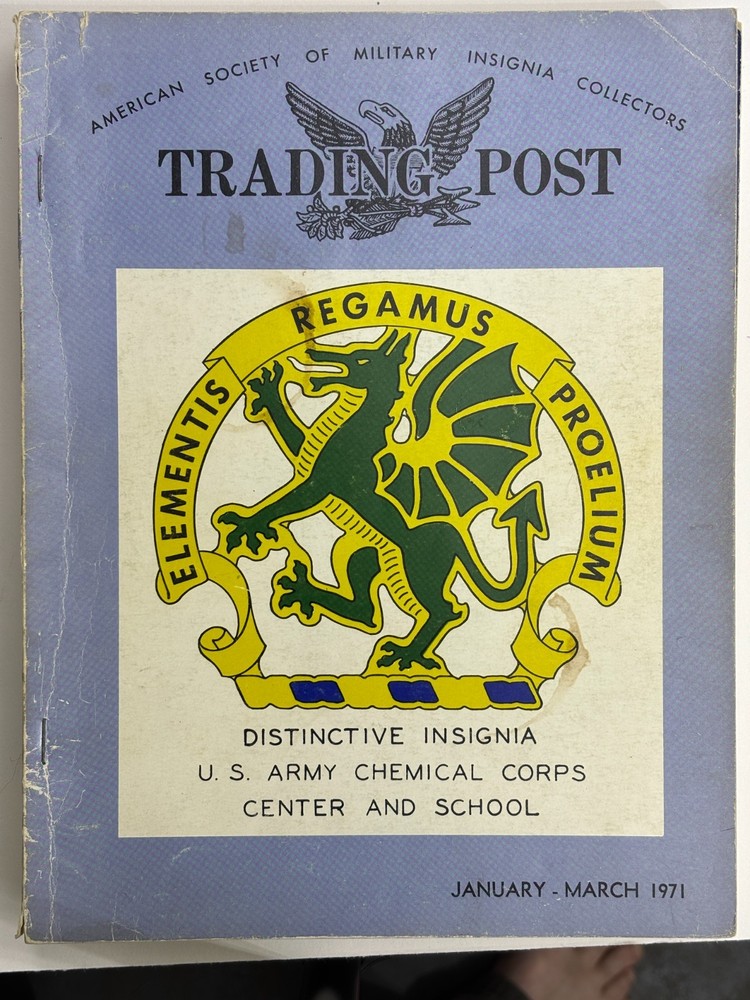 AMERICAN SOCIETY OF MILITARY INSIGNIA COLLECTORS
TRADING POST
ELEMENTIS REGAMUS PROELIUM
DISTINCTIVE INSIGNIA
U. S. ARMY CHEMICAL CORPS
CENTER AND SCHOOL
JANUARY - MARCH 1971